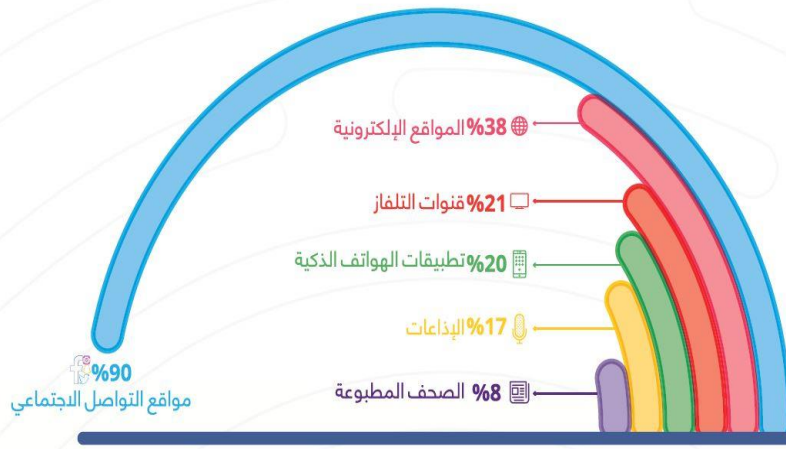 %38 المواقع الإلكترونية
%21 قنوات التلفاز
%20 تطبيقات الهواتف الذكية
%17 الإذاعات
%90
مواقع التواصل الاجتماعي
%8 الصحف المطبوعة